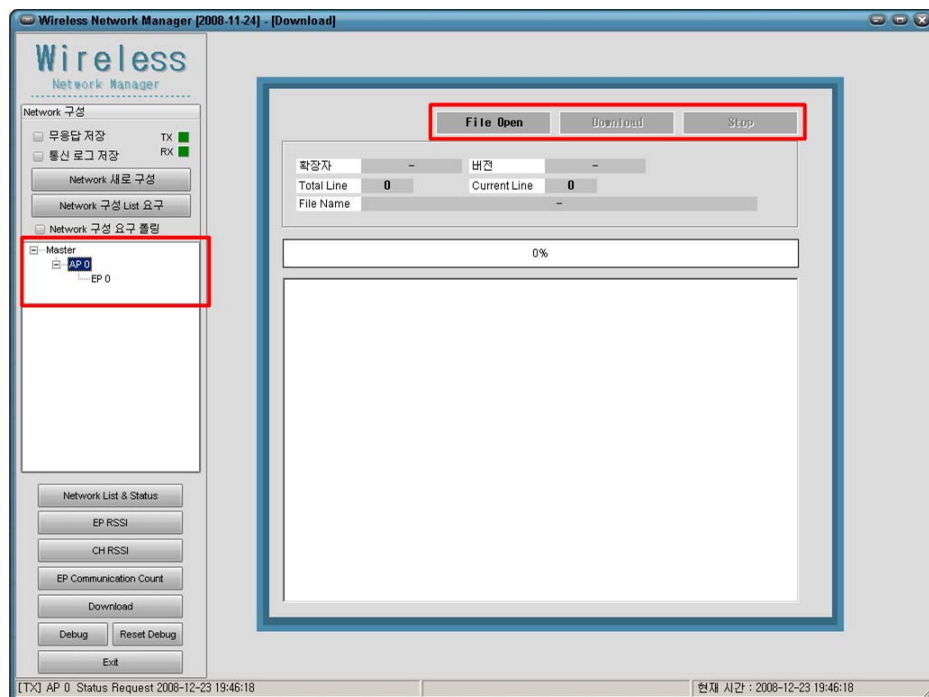 Wireless Network Manager [2008-11-24] - [Download]
Wireless
Network Manager
Network 구성
무응답 저장 TX
통신 로그 저장 RX
Network 새로 구성
Network 구성 List 요구
Network 구성 요구 폴링
Master
AP 0
EP 0
Network List & Status
EP RSSI
CH RSSI
EP Communication Count
Download
Debug Reset Debug
Exit
File Open Download Stop
확장자 - 버전 -
Total Line 0 Current Line 0
File Name -
0%
[TX] AP 0 Status Request 2008-12-23 19:46:18
현재 시간 : 2008-12-23 19:46:18